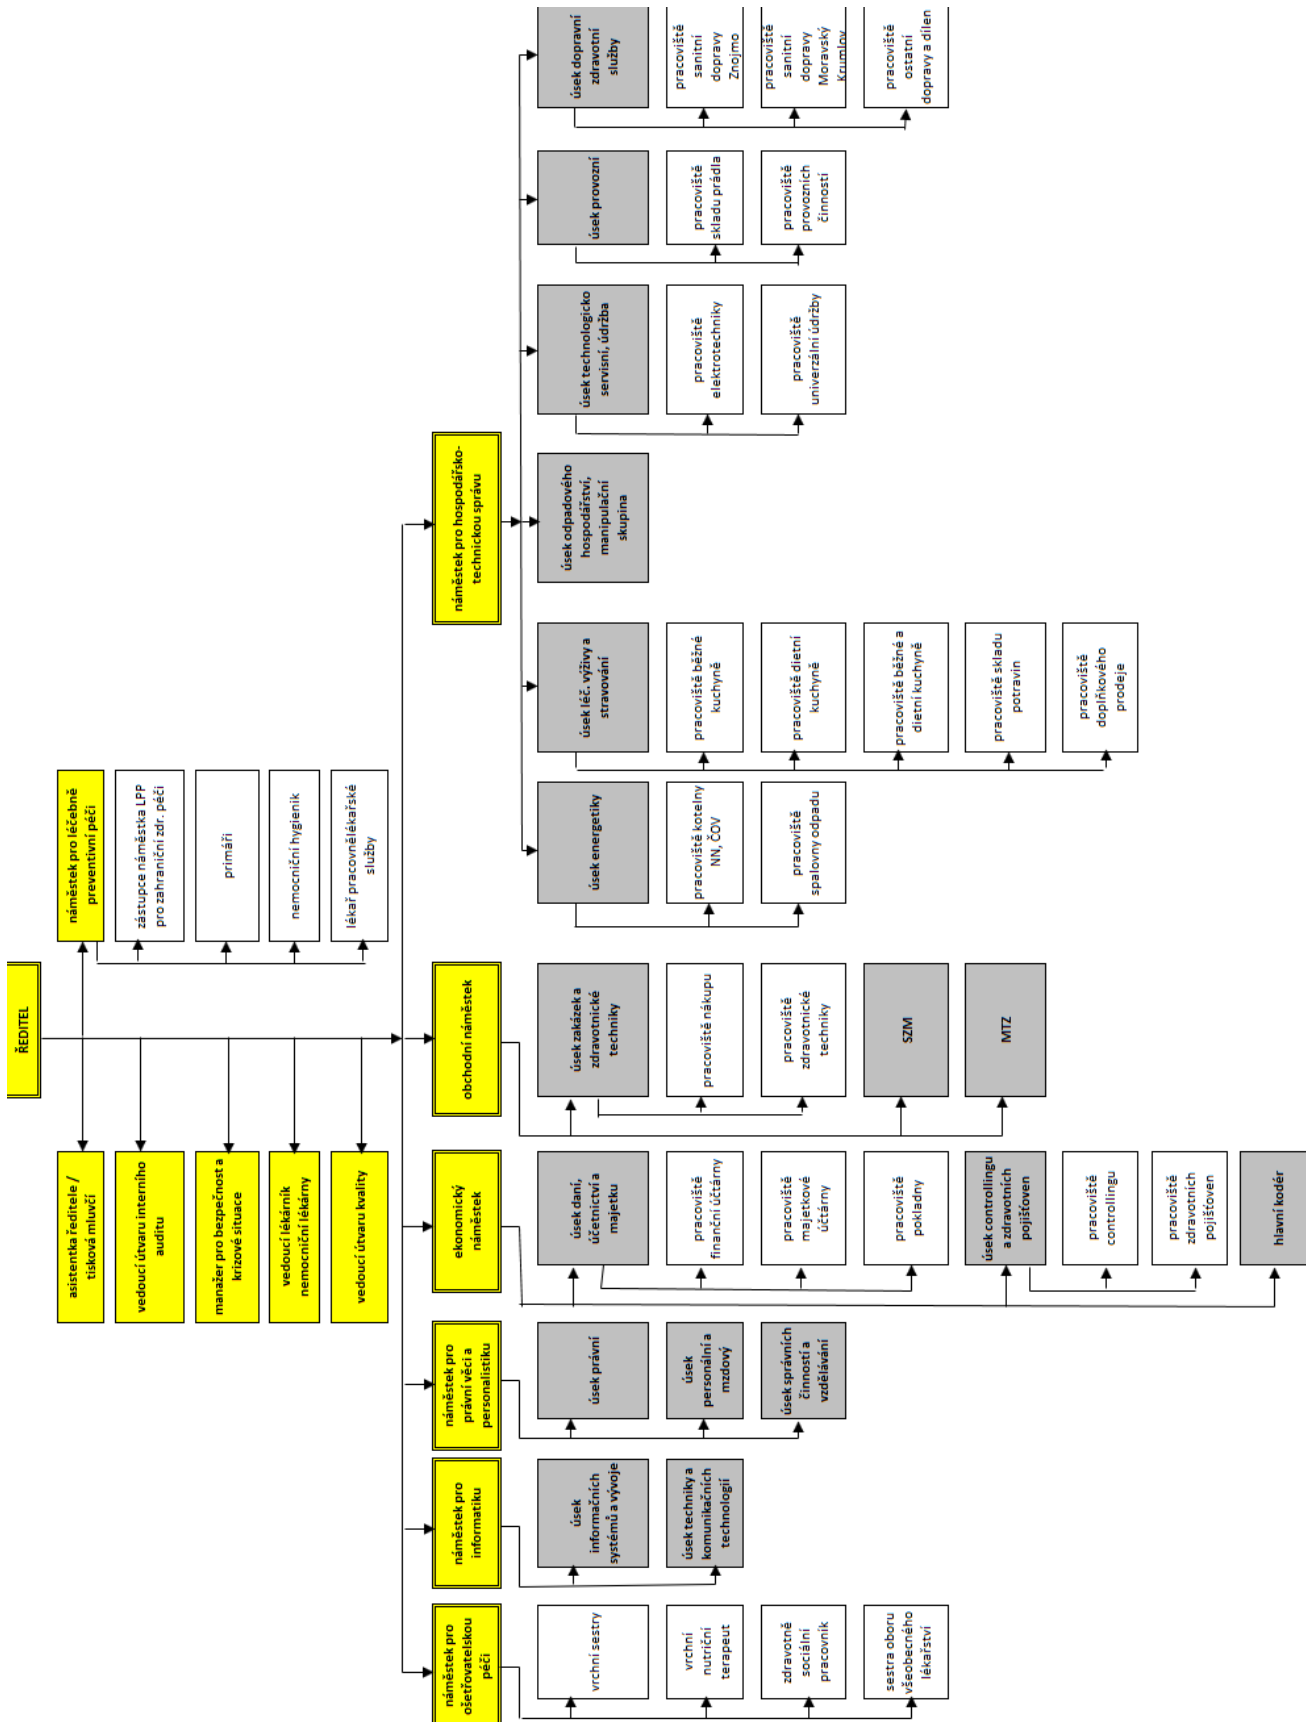 ŘEDITEL
asistentka ředitele /
tisková mluvčí
vedoucí útvaru interního
auditu
manažer pro bezpečnost a
krizové situace
vedoucí lékárník
nemocniční lékárny
vedoucí útvaru kvality
náměstek pro léčebně
preventivní péči
zástupce náměstka LPP
pro zahraniční zdr. péči
primáři
nemocniční hygienik
lékař pracovnělékařské
služby
náměstek pro
ošetřovatelskou
péči
vrchní sestry
vrchní
nutriční
terapeut
zdravotně
sociální
pracovník
sestra oboru
všeobecného
lékařství
náměstek pro
informatiku
úsek
informačních
systémů a vývoje
úsek techniky a
komunikačních
technologií
náměstek pro
právní věci a
personalistiku
úsek právní
úsek
personální a
mzdový
úsek správních
činností a
vzdělávání
ekonomický
náměstek
úsek daní,
účetnictví a
majetku
pracoviště
finanční účtárny
pracoviště
majetkové
účtárny
pracoviště
pokladny
úsek controllingu
a zdravotních
pojišťoven
pracoviště
controllingu
pracoviště
zdravotních
pojišťoven
hlavní kodér
obchodní náměstek
úsek zakázek a
zdravotnické
techniky
pracoviště nákupu
pracoviště
zdravotnické
techniky
SZM
MTZ
náměstek pro hospodářsko-
technickou správu
úsek energetiky
pracoviště kotelny
NN, ČOV
pracoviště
spalovny odpadu
úsek léč. výživy a
stravování
pracoviště běžné
kuchyně
pracoviště dietní
kuchyně
pracoviště běžné a
dietní kuchyně
pracoviště skladu
potravin
pracoviště
doplňkového
prodeje
úsek odpadového
hospodářství,
manipulační
skupina
úsek technologicko
servisní, údržba
pracoviště
elektrotechniky
pracoviště
univerzální údržby
úsek provozní
pracoviště
skladu prádla
pracoviště
provozních
činností
úsek dopravní
zdravotní
služby
pracoviště
sanitní
dopravy
Znojmo
pracoviště
sanitní
dopravy
Moravský
Krumlov
pracoviště
ostatní
dopravy a dílen